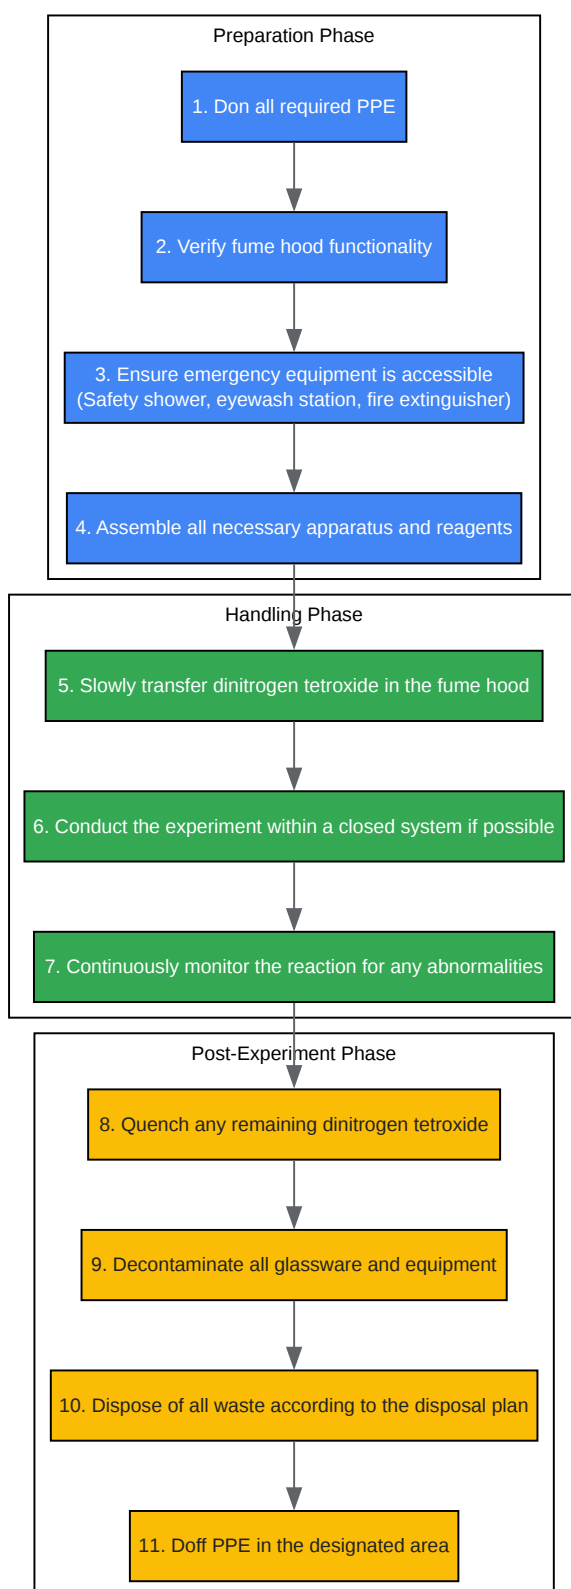 Preparation Phase
1. Don all required PPE
2. Verify fume hood functionality
3. Ensure emergency equipment is accessible
(Safety shower, eyewash station, fire extinguisher)
4. Assemble all necessary apparatus and reagents
Handling Phase
5. Slowly transfer dinitrogen tetroxide in the fume hood
6. Conduct the experiment within a closed system if possible
7. Continuously monitor the reaction for any abnormalities
Post-Experiment Phase
8. Quench any remaining dinitrogen tetroxide
9. Decontaminate all glassware and equipment
10. Dispose of all waste according to the disposal plan
11. Doff PPE in the designated area